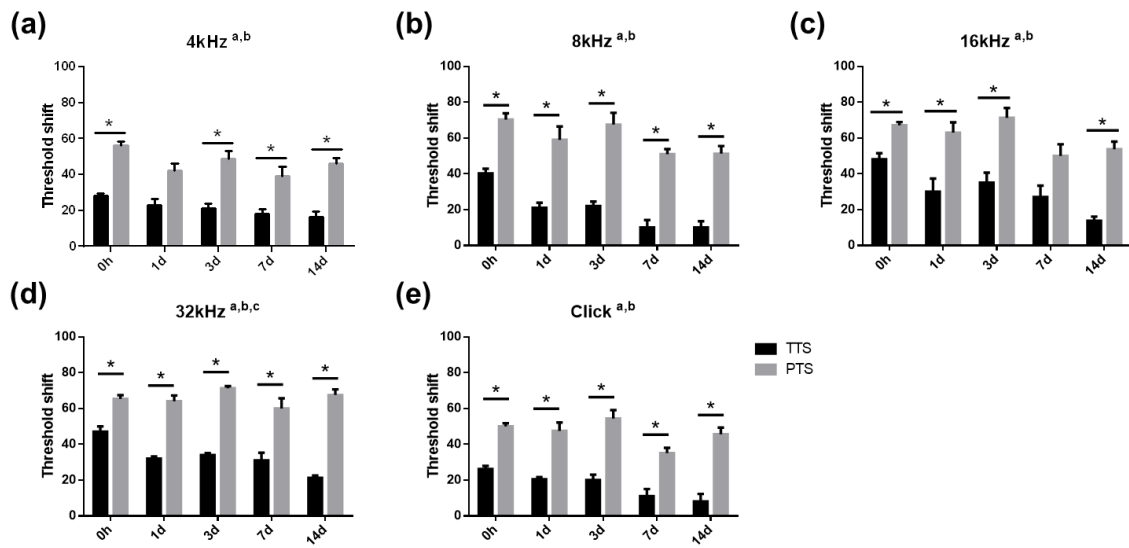 (a)
4kHz a,b
Threshold shift
100
80
60
40
20
0
* * * *
0h 1d 3d 7d 14d
(b)
8kHz a,b
Threshold shift
100
80
60
40
20
0
* * * * *
0h 1d 3d 7d 14d
(c)
16kHz a,b
Threshold shift
100
80
60
40
20
0
* * * *
0h 1d 3d 7d 14d
(d)
32kHz a,b,c
Threshold shift
100
80
60
40
20
0
* * * * *
0h 1d 3d 7d 14d
(e)
Click a,b
Threshold shift
100
80
60
40
20
0
* * * * *
0h 1d 3d 7d 14d
TTS
PTS